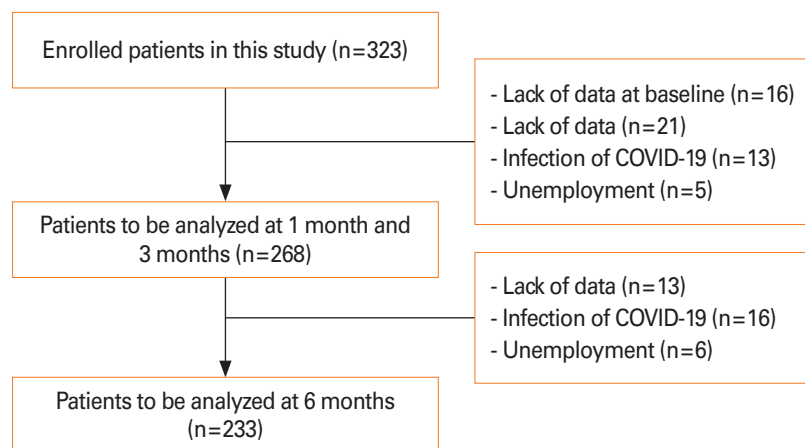 Enrolled patients in this study (n=323)
- Lack of data at baseline (n=16)
- Lack of data (n=21)
- Infection of COVID-19 (n=13)
- Unemployment (n=5)
Patients to be analyzed at 1 month and
3 months (n=268)
- Lack of data (n=13)
- Infection of COVID-19 (n=16)
- Unemployment (n=6)
Patients to be analyzed at 6 months
(n=233)